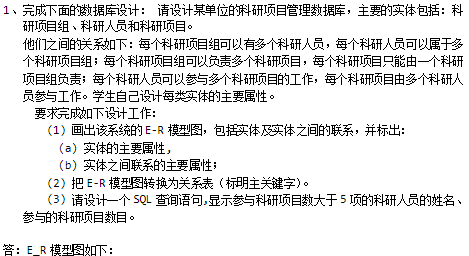 1、完成下面的数据库设计： 请设计某单位的科研项目管理数据库，主要的实体包括：科
研项目组、科研人员和科研项目。
他们之间的关系如下：每个科研项目组可以有多个科研人员，每个科研人员可以属于多
个科研项目组；每个科研项目组可以负责多个科研项目，每个科研项目只能由一个科研
项目组负责；每个科研人员可以参与多个科研项目的工作，每个科研项目由多个科研人
员参与工作。学生自己设计每类实体的主要属性。
要求完成如下设计工作：
（1）画出该系统的E-R 模型图，包括实体及实体之间的联系，并标出：
（a）实体的主要属性，
（b）实体之间联系的主要属性；
（2）把 E-R 模型图转换为关系表（标明主关键字）。
（3）请设计一个 SQL 查询语句,显示参与科研项目数大于 5 项的科研人员的姓名、
参与的科研项目数目。
答：E_R 模型图如下：